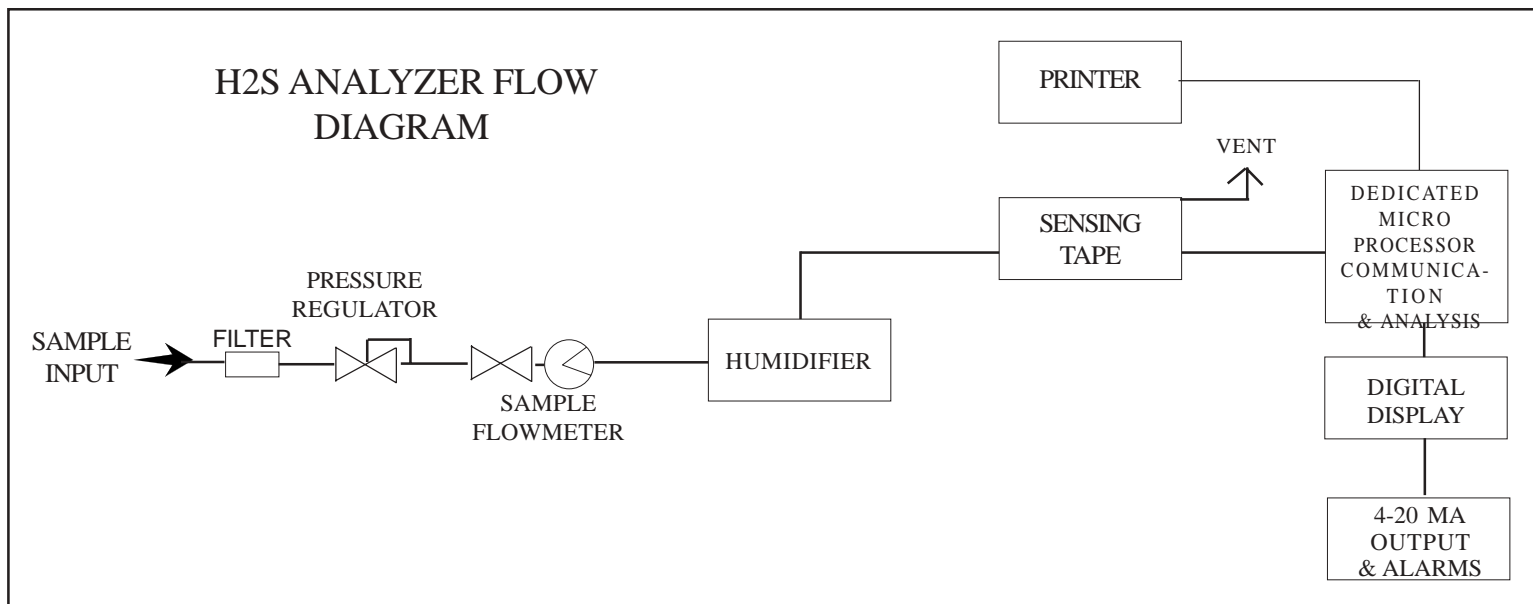 H2S ANALYZER FLOW
DIAGRAM
SAMPLE
INPUT
FILTER
PRESSURE
REGULATOR
SAMPLE
FLOWMETER
HUMIDIFIER
SENSING
TAPE
VENT
PRINTER
DEDICATED
MICRO
PROCESSOR
COMMUNICA-
TION
& ANALYSIS
DIGITAL
DISPLAY
4-20 MA
OUTPUT
& ALARMS